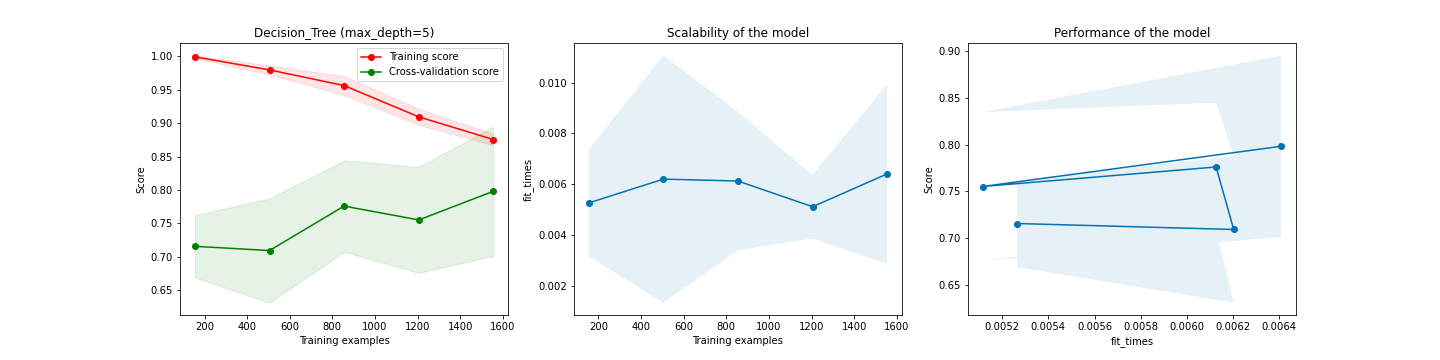 Decision_Tree (max_depth=5)
1.00
0.95
0.90
0.85
0.80
0.75
0.70
0.65
Score
Training score
Cross-validation score
200 400 600 800 1000 1200 1400 1600
Training examples
Scalability of the model
0.010
0.008
0.006
0.004
0.002
fit_times
200 400 600 800 1000 1200 1400 1600
Training examples
Performance of the model
0.90
0.85
0.80
0.75
0.70
0.65
Score
0.0052 0.0054 0.0056 0.0058 0.0060 0.0062 0.0064
fit_times